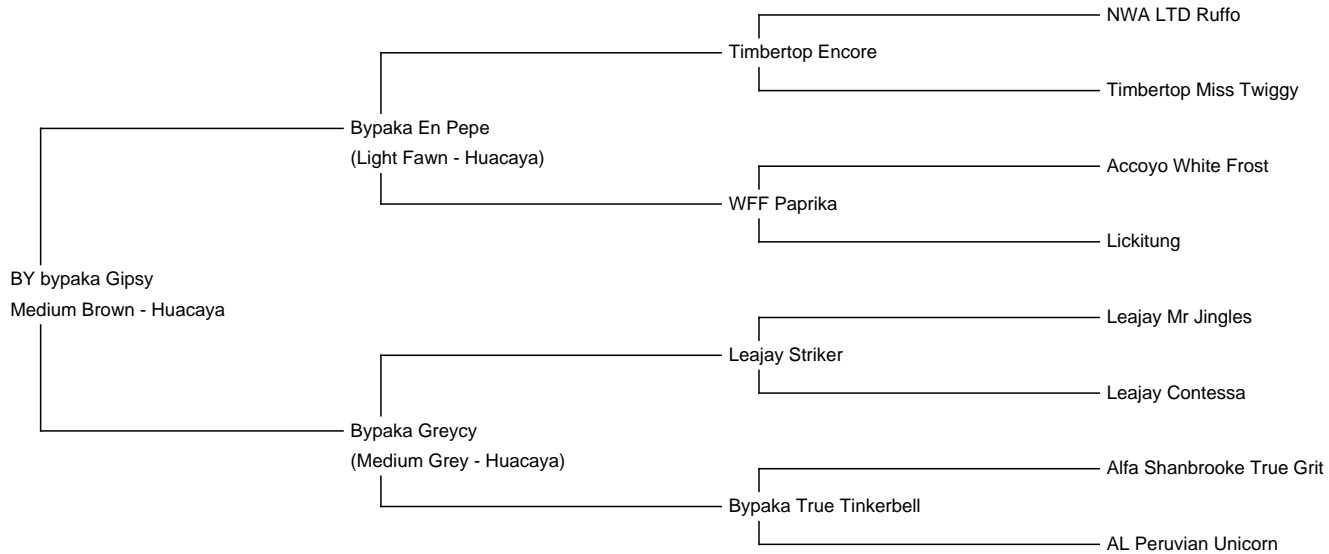 NWA LTD Ruffo
Timbertop Encore
Timbertop Miss Twiggy
Bypaka En Pepe
(Light Fawn - Huacaya)
Accoyo White Frost
WFF Paprika
Lickitung
BY bypaka Gipsy
Medium Brown - Huacaya
Leajay Mr Jingles
Leajay Striker
Leajay Contessa
Bypaka Greycy
(Medium Grey - Huacaya)
Alfa Shanbrooke True Grit
Bypaka True Tinkerbell
AL Peruvian Unicorn